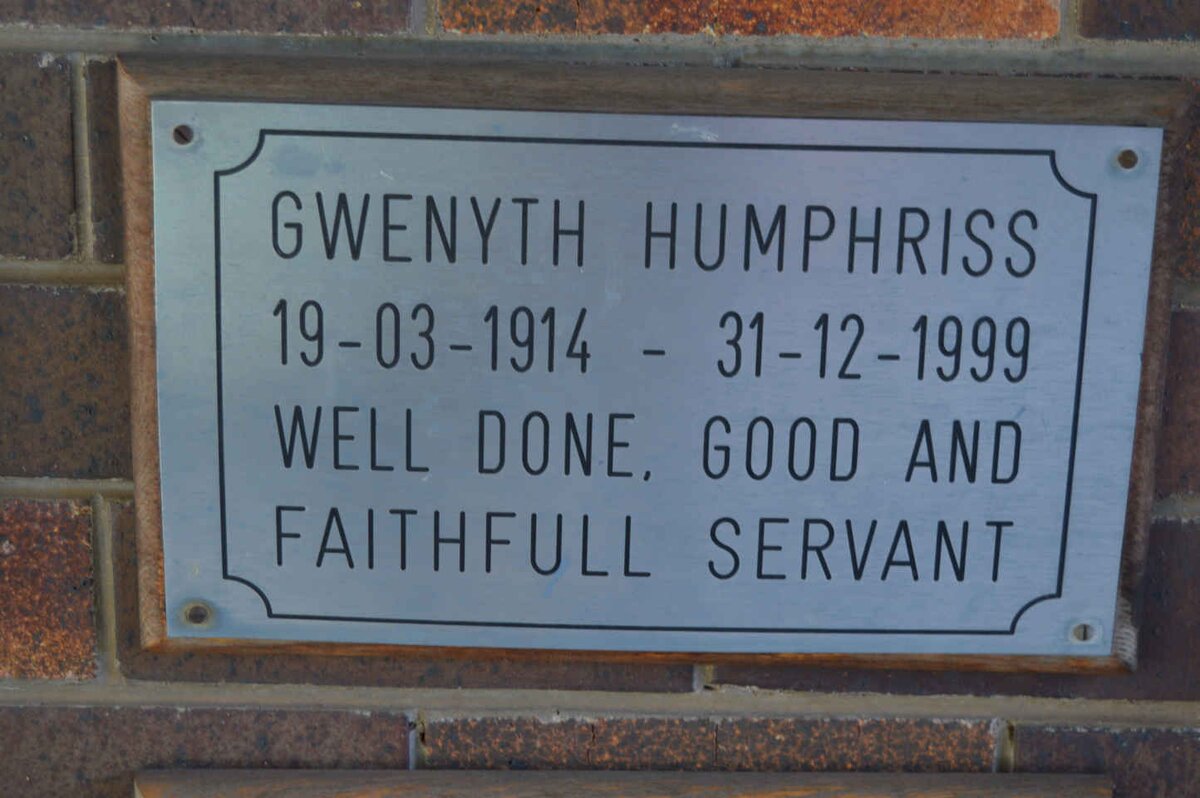 GWENYTH HUMPHRISS
19-03-1914 - 31-12-1999
WELL DONE, GOOD AND
FAITHFULL SERVANT